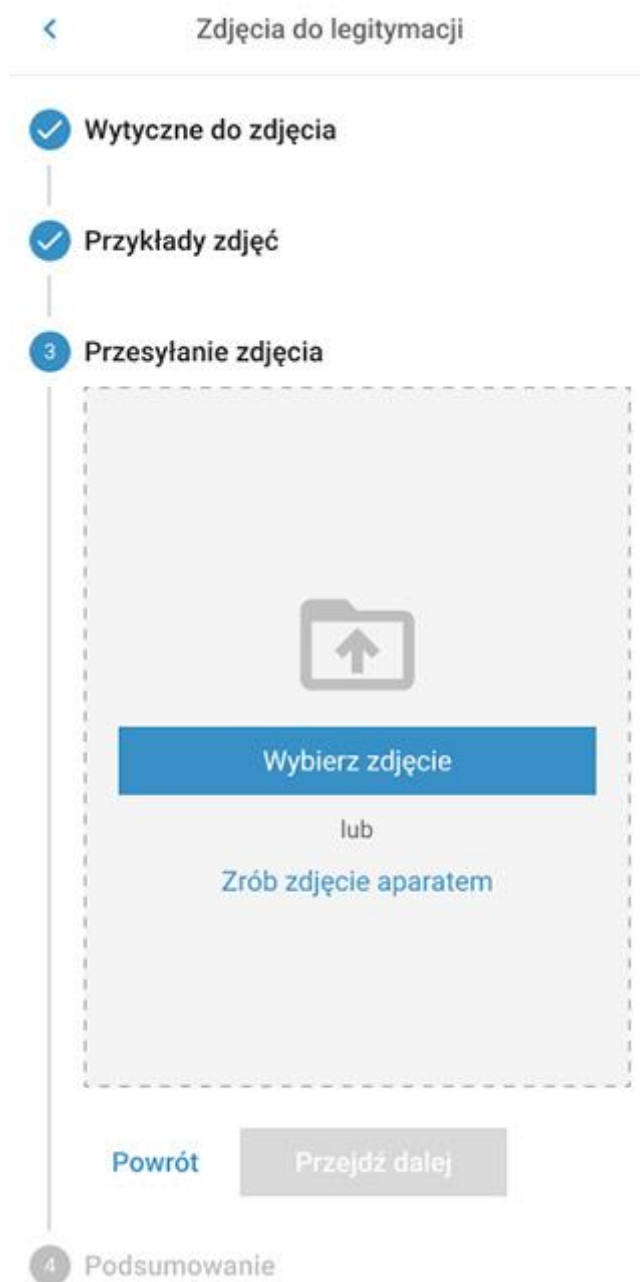 Zdjęcia do legitymacji
Wytyczne do zdjęcia
Przykłady zdjęć
3 Przesyłanie zdjęcia
Wybierz zdjęcie
lub
Zrób zdjęcie aparatem
Powrót Przejdź dalej
4 Podsumowanie